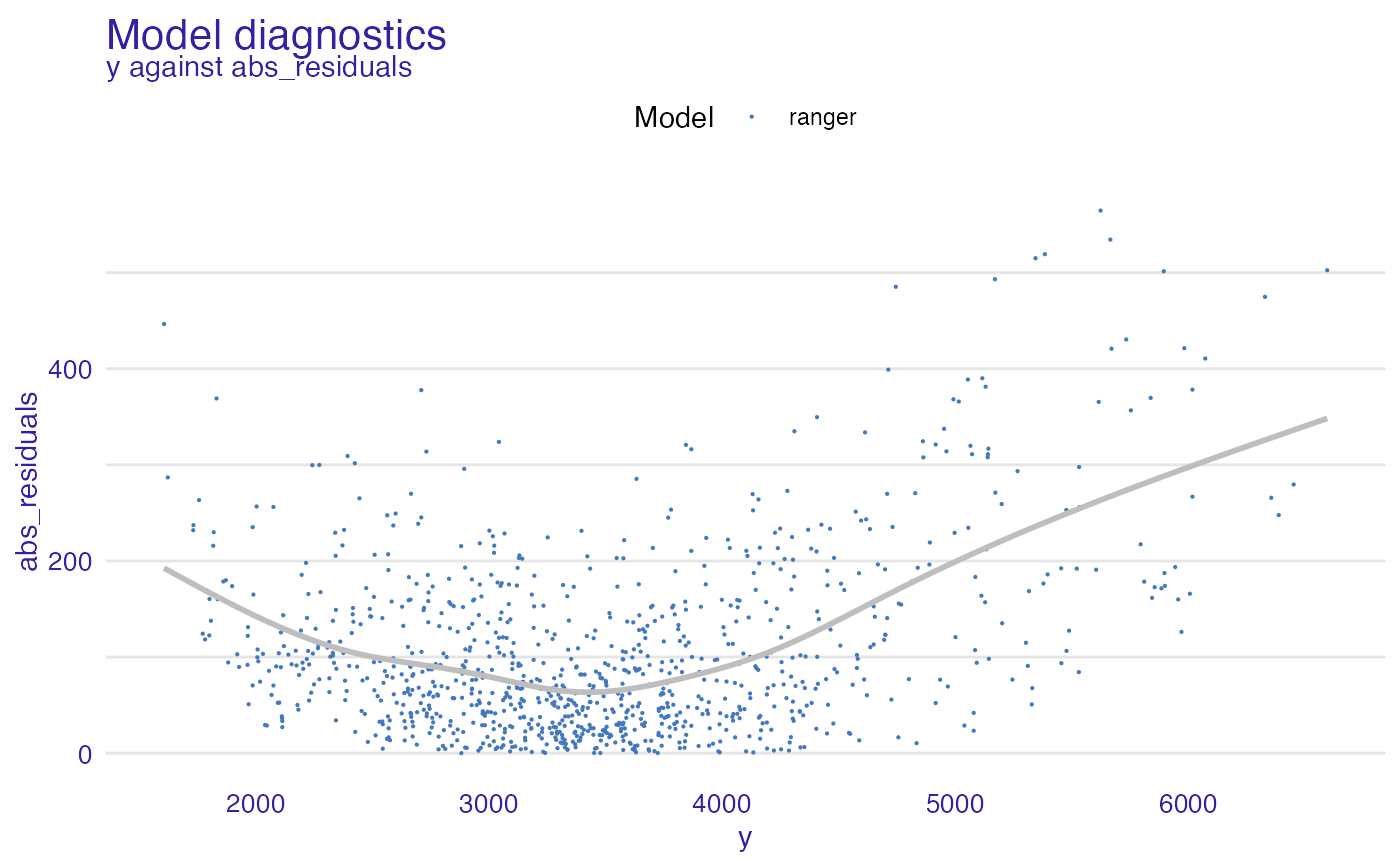 Model diagnostics
y against abs_residuals
Model ranger
abs_residuals
400
200
0
2000 3000 4000 5000 6000
y